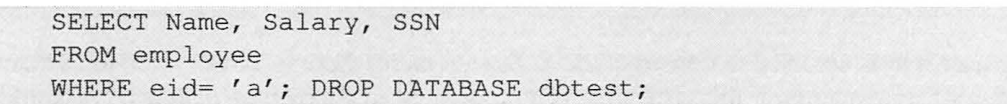 SELECT Name, Salary, SSN
FROM employee
WHERE eid= 'a'; DROP DATABASE dbtest;